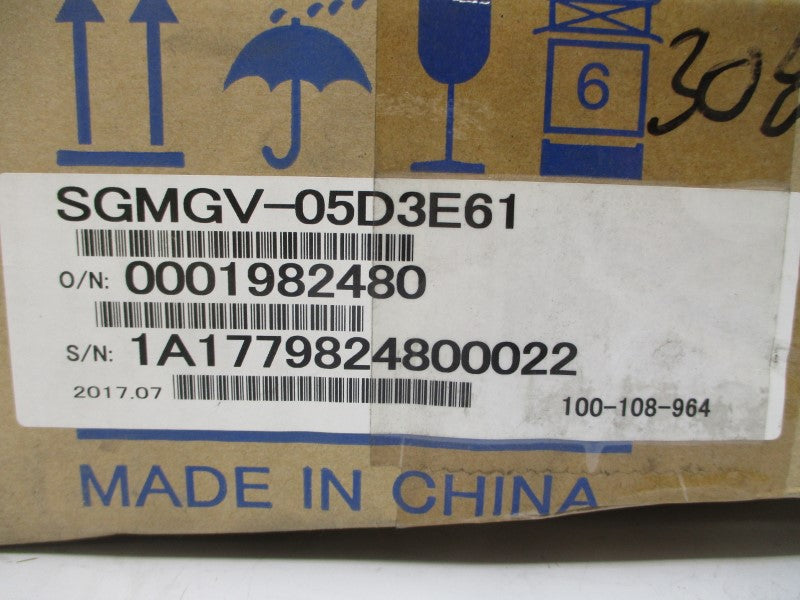 6
SGMGV-05D3E61
O/N: 0001982480
S/N: 1A1779824800022
2017.07
100-108-964
MADE IN CHINA